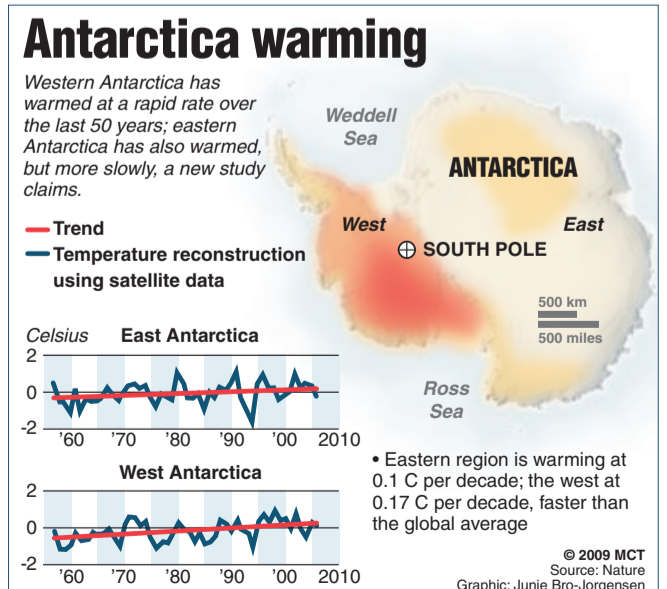 Antarctica warming
Western Antarctica has
warmed at a rapid rate over
the last 50 years; eastern
Antarctica has also warmed,
but more slowly, a new study
claims.
Trend
Temperature reconstruction
using satellite data
Weddell
Sea
ANTARCTICA
West
East
SOUTH POLE
500 km
500 miles
Ross
Sea
Celsius East Antarctica
2
0
-2
'60 '70 '80 '90 '00 2010
West Antarctica
2
0
-2
'60 '70 '80 '90 '00 2010
• Eastern region is warming at
0.1 C per decade; the west at
0.17 C per decade, faster than
the global average
© 2009 MCT
Source: Nature
Graphic: Junie Bro-Jorgensen